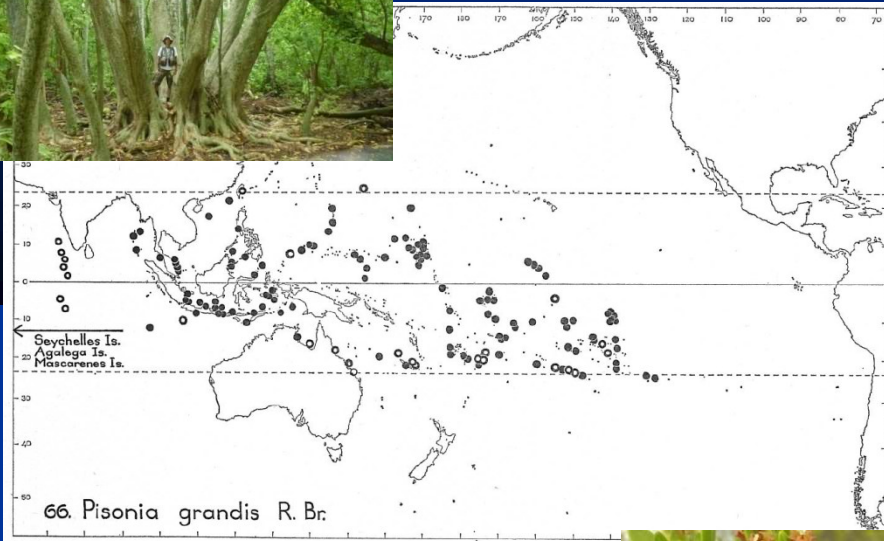 170 180 170 160 150 140 130 120 110 100 90 80 70
30
20
10
0
10
Seychelles Is.
Agalega Is.
Mascarenes Is.
20
30
40
50
66. Pisonia grandis R. Br.